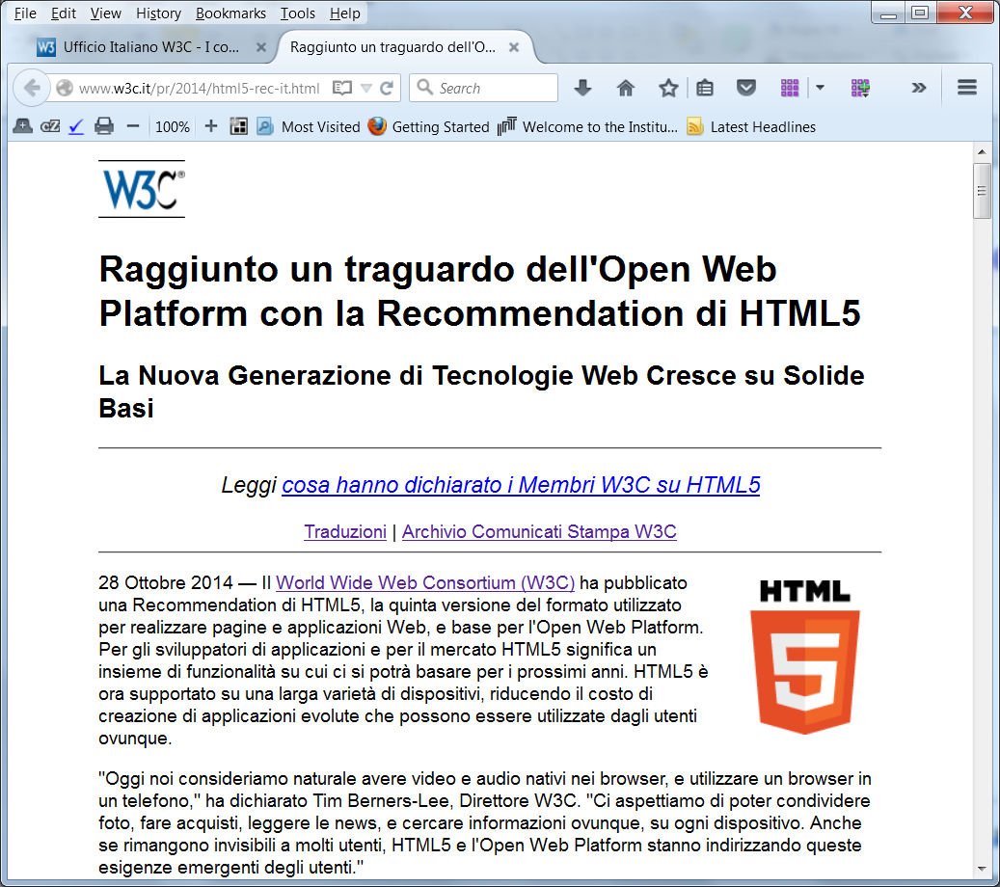 File Edit View History Bookmarks Tools Help
W3 Ufficio Italiano W3C - I co...
Raggiunto un traguardo dell'O...
www.w3c.it/pr/2014/html5-rec-it.html
Search
100%
Most Visited
Getting Started
Welcome to the Institu...
Latest Headlines
W3C®
Raggiunto un traguardo dell'Open Web
Platform con la Recommendation di HTML5
La Nuova Generazione di Tecnologie Web Cresce su Solide
Basi
Leggi cosa hanno dichiarato i Membri W3C su HTML5
Traduzioni | Archivio Comunicati Stampa W3C
28 Ottobre 2014 — Il World Wide Web Consortium (W3C) ha pubblicato
una Recommendation di HTML5, la quinta versione del formato utilizzato
per realizzare pagine e applicazioni Web, e base per l'Open Web Platform.
Per gli sviluppatori di applicazioni e per il mercato HTML5 significa un
insieme di funzionalità su cui ci si potrà basare per i prossimi anni. HTML5 è
ora supportato su una larga varietà di dispositivi, riducendo il costo di
creazione di applicazioni evolute che possono essere utilizzate dagli utenti
ovunque.
HTML
5
"Oggi noi consideriamo naturale avere video e audio nativi nei browser, e utilizzare un browser in
un telefono," ha dichiarato Tim Berners-Lee, Direttore W3C. "Ci aspettiamo di poter condividere
foto, fare acquisti, leggere le news, e cercare informazioni ovunque, su ogni dispositivo. Anche
se rimangono invisibili a molti utenti, HTML5 e l'Open Web Platform stanno indirizzando queste
esigenze emergenti degli utenti."